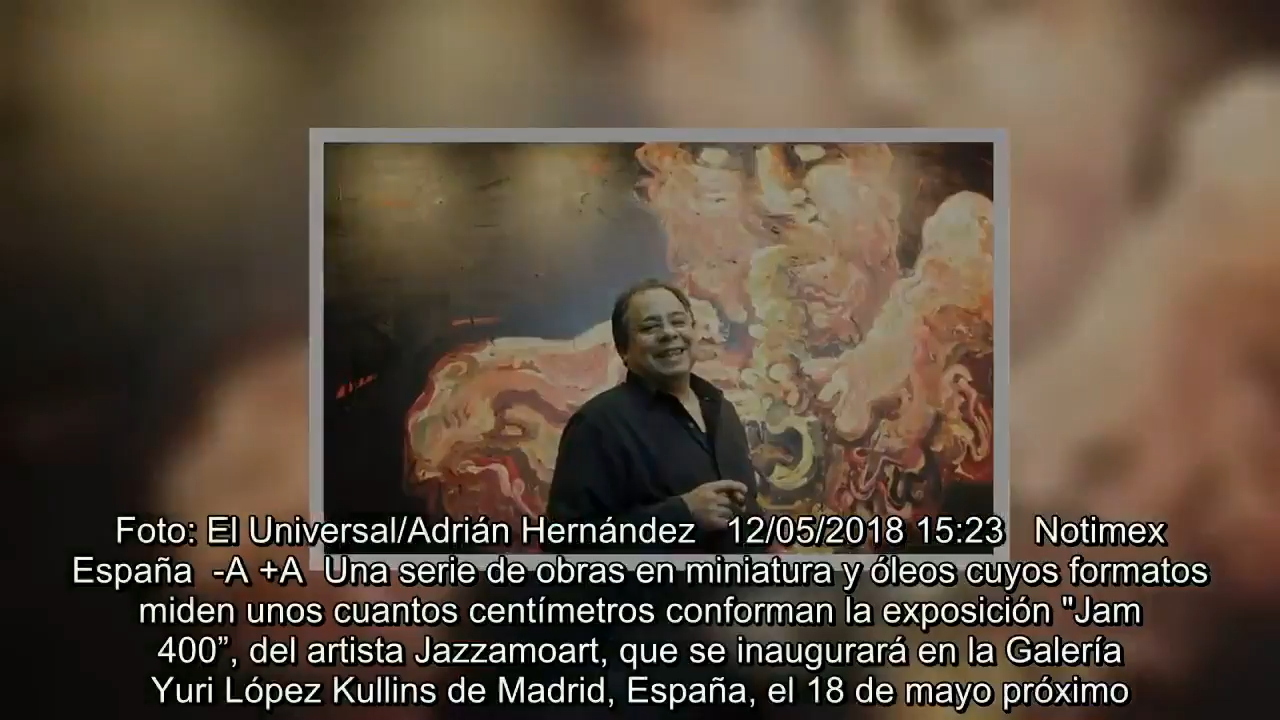 Foto: El Universal/Adrián Hernández   12/05/2018 15:23   Notimex
España  -A +A  Una serie de obras en miniatura y óleos cuyos formatos
miden unos cuantos centímetros conforman la exposición "Jam
400”, del artista Jazzamoart, que se inaugurará en la Galería
Yuri López Kullins de Madrid, España, el 18 de mayo próximo